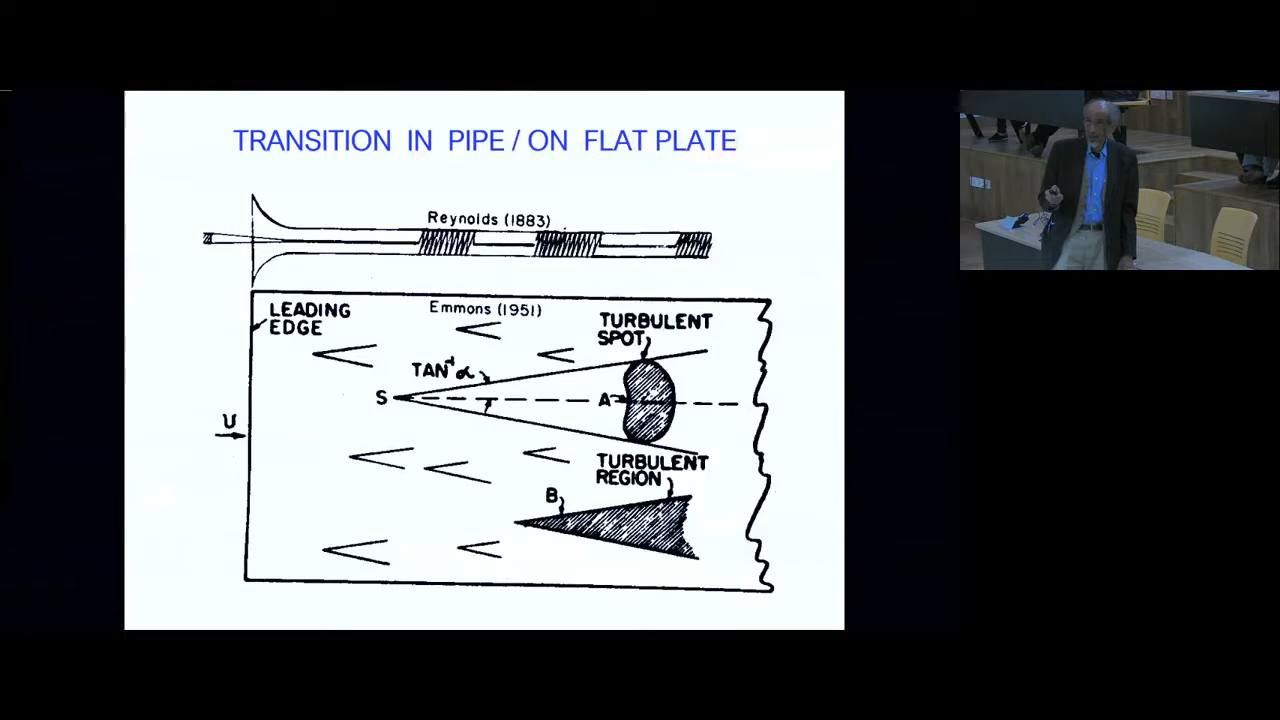 TRANSITION IN PIPE / ON FLAT PLATE
Reynolds (1883)
Emmons (1951)
LEADING
EDGE
TURBULENT
SPOT
TAN⁻¹ α
S
A
U
TURBULENT
REGION
B